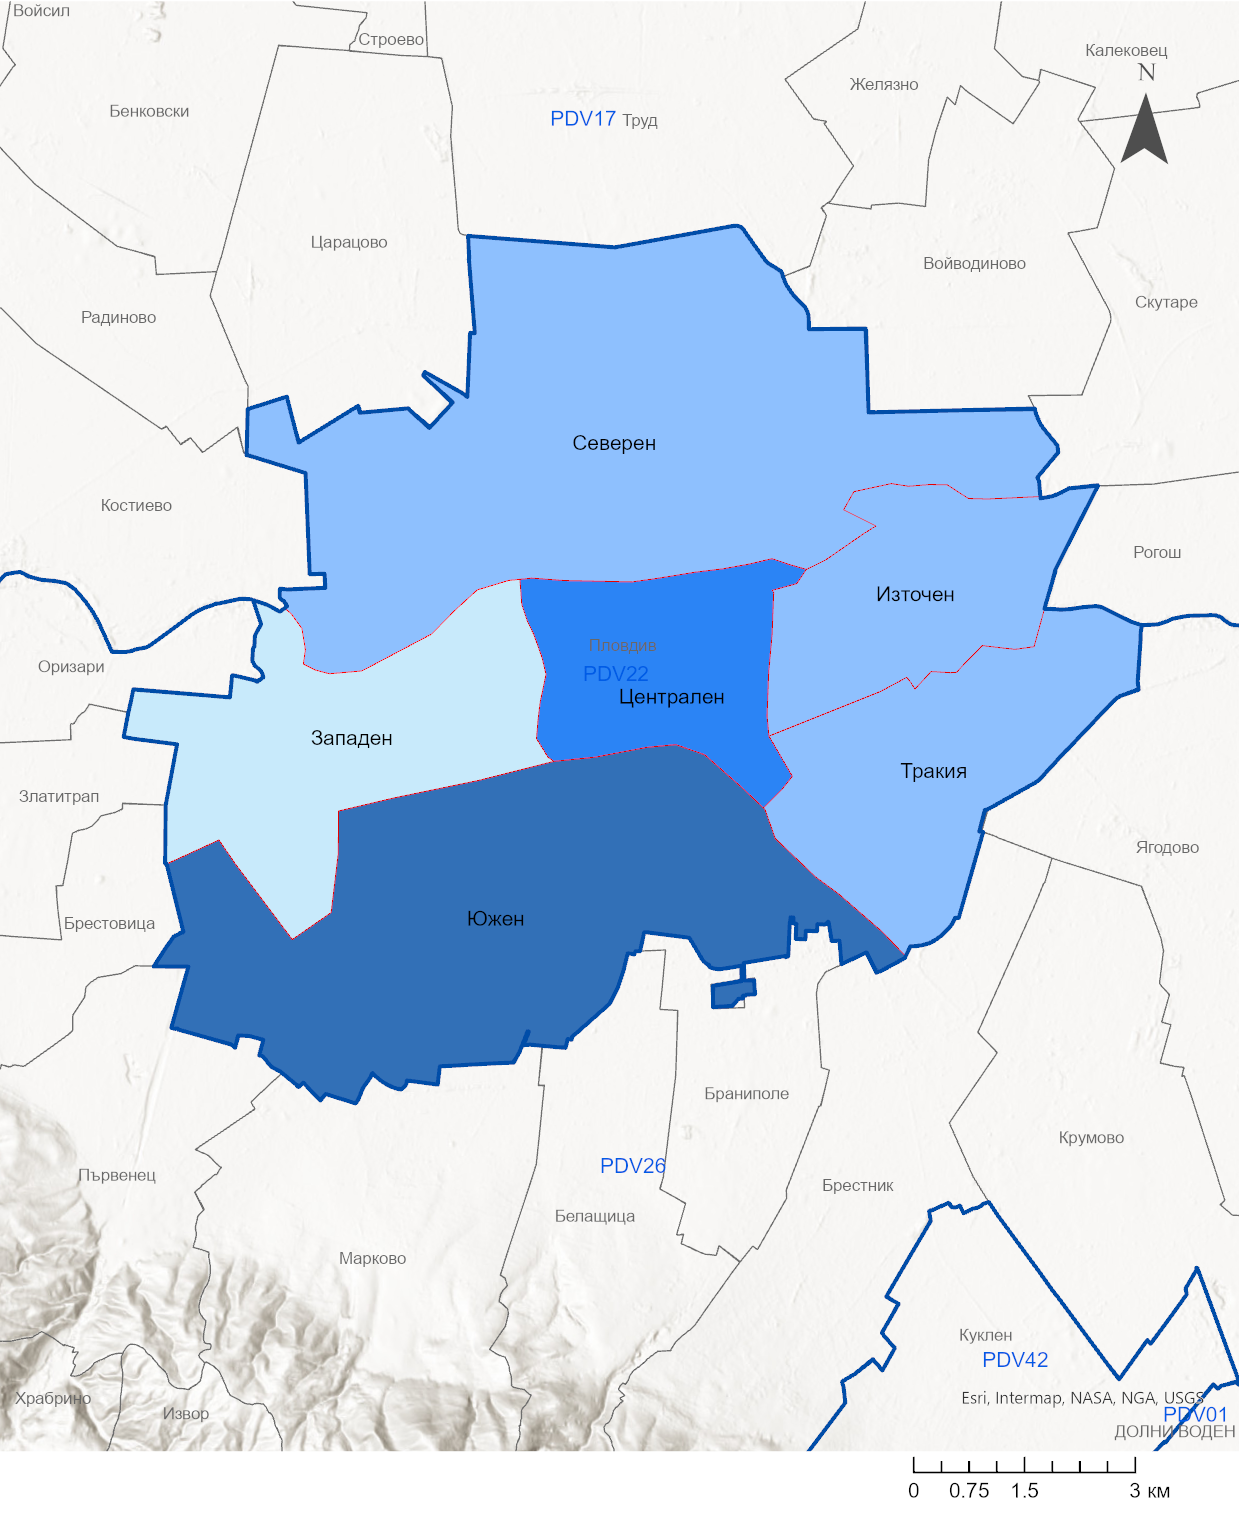 Войсил
Строево
Калековец
N
Желязно
Бенковски
PDV17 Труд
Царацово
Войводиново
Скутаре
Радиново
Северен
Костиево
Рогош
Източен
Пловдив
PDV22
Централен
Оризари
Западен
Тракия
Златитрап
Ягодово
Брестовица
Южен
Браниполе
Крумово
PDV26
Първенец
Брестник
Белащица
Марково
Куклен
PDV42
Храбрино
Esri, Intermap, NASA, NGA, USGS
Извор
PDV01
ДОЛНИ ВОДЕН
0 0.75 1.5 3 км